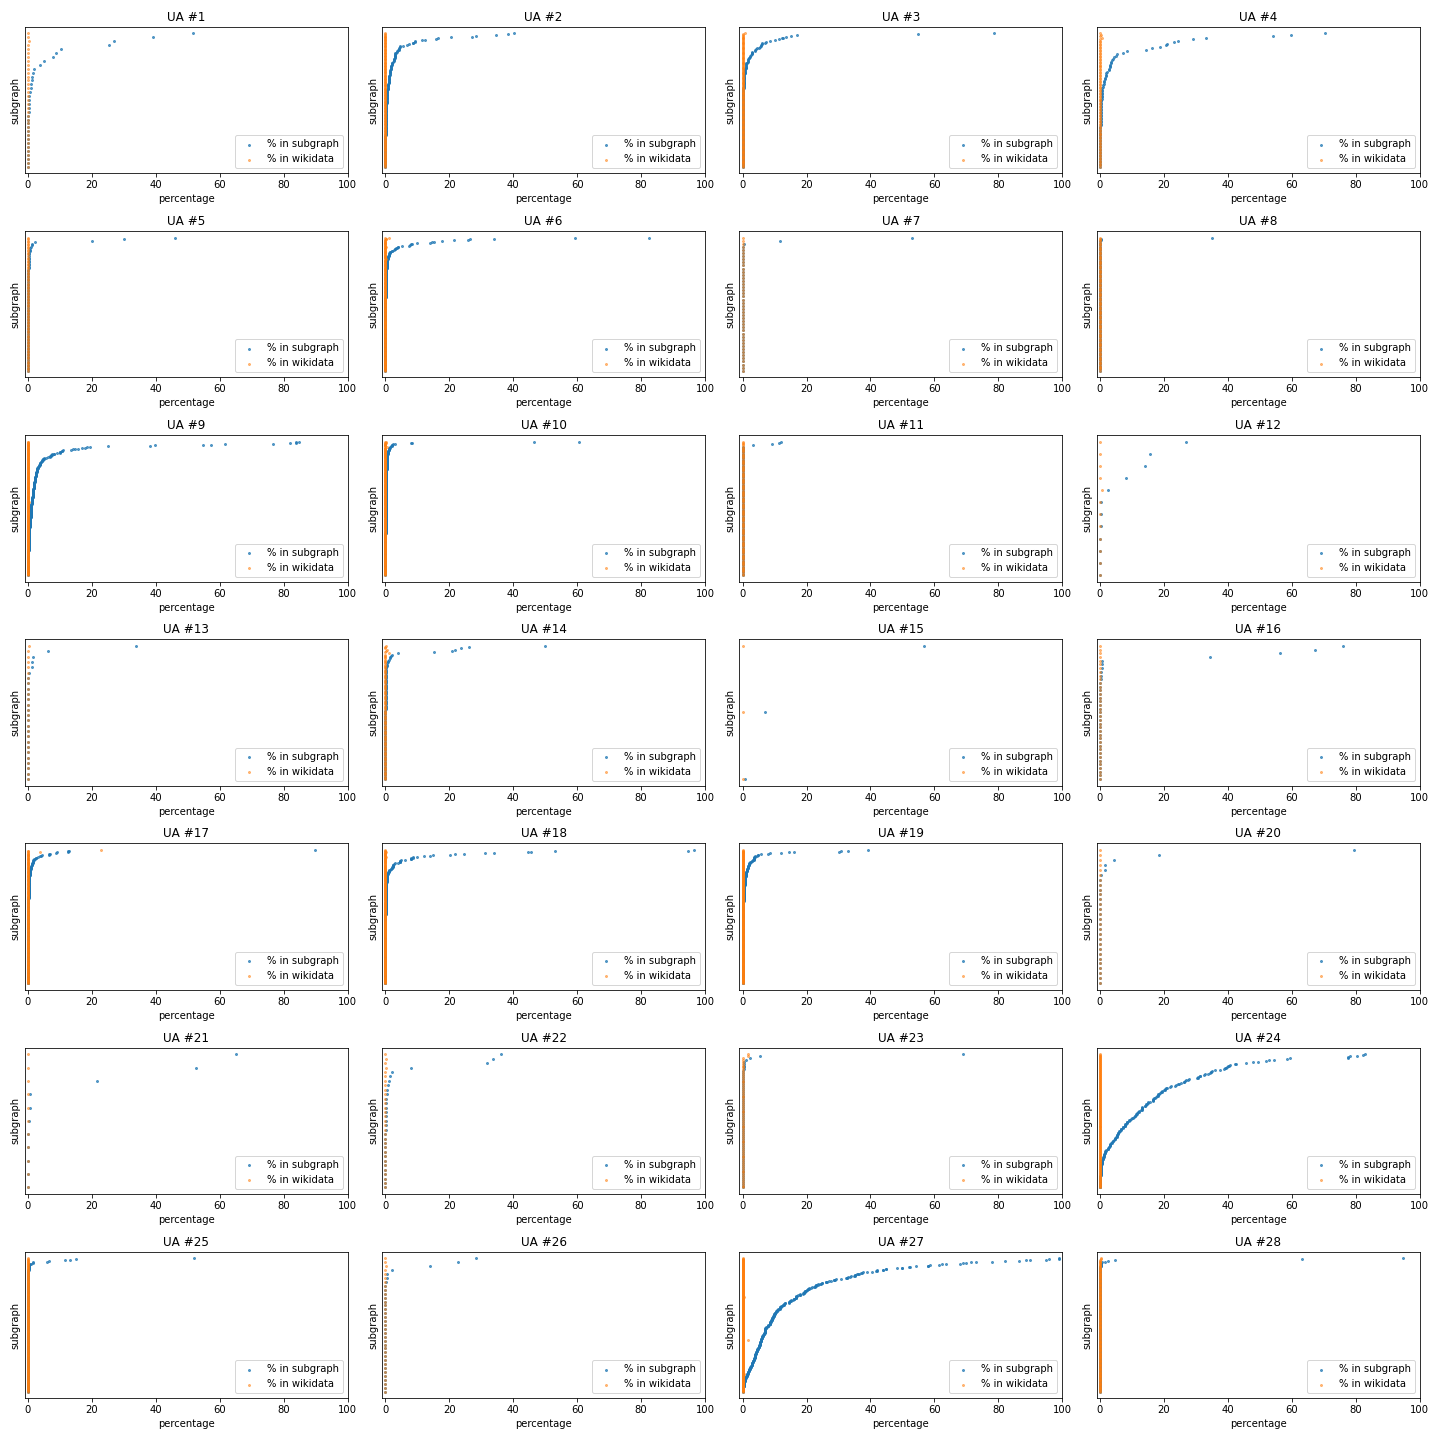 UA #1 UA #2 UA #3 UA #4
subgraph subgraph subgraph subgraph
% in subgraph % in subgraph % in subgraph % in subgraph
% in wikidata % in wikidata % in wikidata % in wikidata
0 20 40 60 80 100 0 20 40 60 80 100 0 20 40 60 80 100 0 20 40 60 80 100
percentage percentage percentage percentage
UA #5 UA #6 UA #7 UA #8
subgraph subgraph subgraph subgraph
% in subgraph % in subgraph % in subgraph % in subgraph
% in wikidata % in wikidata % in wikidata % in wikidata
0 20 40 60 80 100 0 20 40 60 80 100 0 20 40 60 80 100 0 20 40 60 80 100
percentage percentage percentage percentage
UA #9 UA #10 UA #11 UA #12
subgraph subgraph subgraph subgraph
% in subgraph % in subgraph % in subgraph % in subgraph
% in wikidata % in wikidata % in wikidata % in wikidata
0 20 40 60 80 100 0 20 40 60 80 100 0 20 40 60 80 100 0 20 40 60 80 100
percentage percentage percentage percentage
UA #13 UA #14 UA #15 UA #16
subgraph subgraph subgraph subgraph
% in subgraph % in subgraph % in subgraph % in subgraph
% in wikidata % in wikidata % in wikidata % in wikidata
0 20 40 60 80 100 0 20 40 60 80 100 0 20 40 60 80 100 0 20 40 60 80 100
percentage percentage percentage percentage
UA #17 UA #18 UA #19 UA #20
subgraph subgraph subgraph subgraph
% in subgraph % in subgraph % in subgraph % in subgraph
% in wikidata % in wikidata % in wikidata % in wikidata
0 20 40 60 80 100 0 20 40 60 80 100 0 20 40 60 80 100 0 20 40 60 80 100
percentage percentage percentage percentage
UA #21 UA #22 UA #23 UA #24
subgraph subgraph subgraph subgraph
% in subgraph % in subgraph % in subgraph % in subgraph
% in wikidata % in wikidata % in wikidata % in wikidata
0 20 40 60 80 100 0 20 40 60 80 100 0 20 40 60 80 100 0 20 40 60 80 100
percentage percentage percentage percentage
UA #25 UA #26 UA #27 UA #28
subgraph subgraph subgraph subgraph
% in subgraph % in subgraph % in subgraph % in subgraph
% in wikidata % in wikidata % in wikidata % in wikidata
0 20 40 60 80 100 0 20 40 60 80 100 0 20 40 60 80 100 0 20 40 60 80 100
percentage percentage percentage percentage